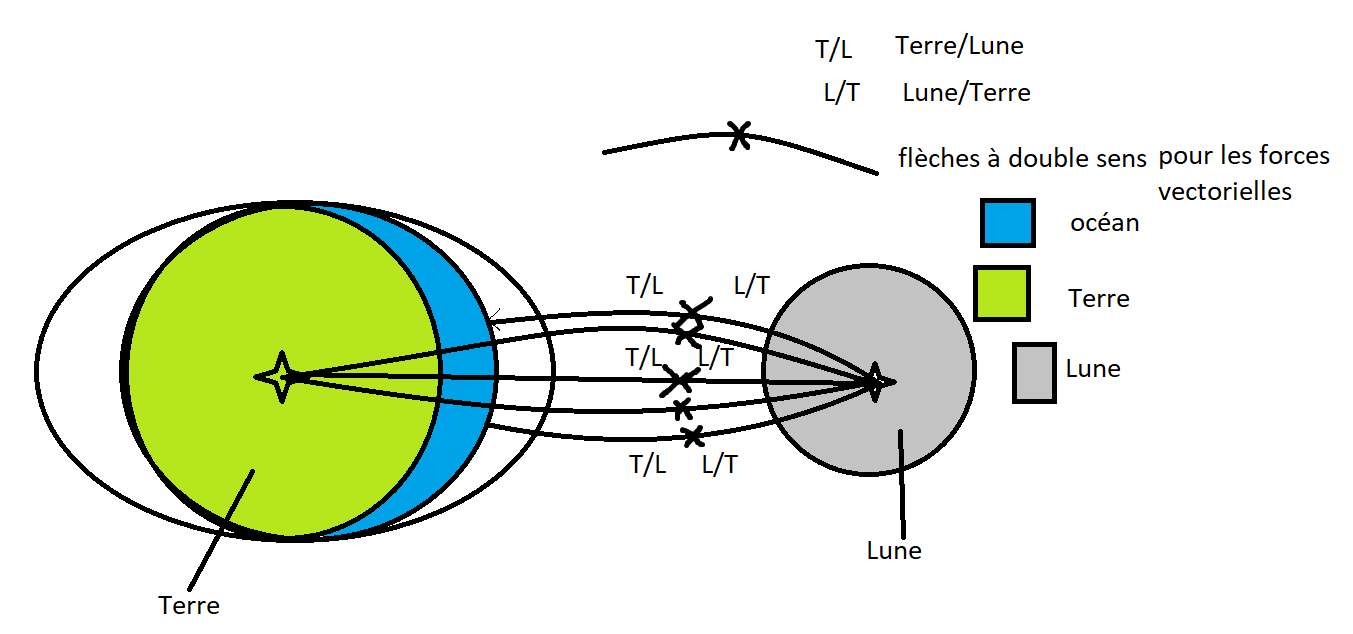 T/L Terre/Lune
L/T Lune/Terre
flèches à double sens pour les forces
vectorielles
océan
Terre
Lune
T/L L/T
T/L L/T
T/L L/T
Lune
Terre